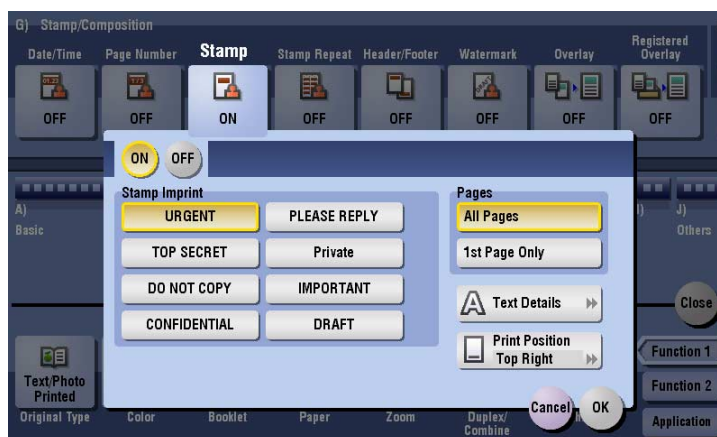 G) Stamp/Composition
Date/Time
Page Number
Stamp
Stamp Repeat
Header/Footer
Watermark
Overlay
Registered
Overlay
OFF
OFF
ON
OFF
OFF
OFF
OFF
OFF
ON
OFF
Stamp Imprint
Pages
URGENT
PLEASE REPLY
All Pages
TOP SECRET
Private
1st Page Only
DO NOT COPY
IMPORTANT
Text Details
CONFIDENTIAL
DRAFT
Print Position
Top Right
Cancel
OK
A)
Basic
J)
Others
Close
Function 1
Function 2
Application
Text/Photo
Printed
Original Type
Color
Booklet
Paper
Zoom
Duplex/
Combine